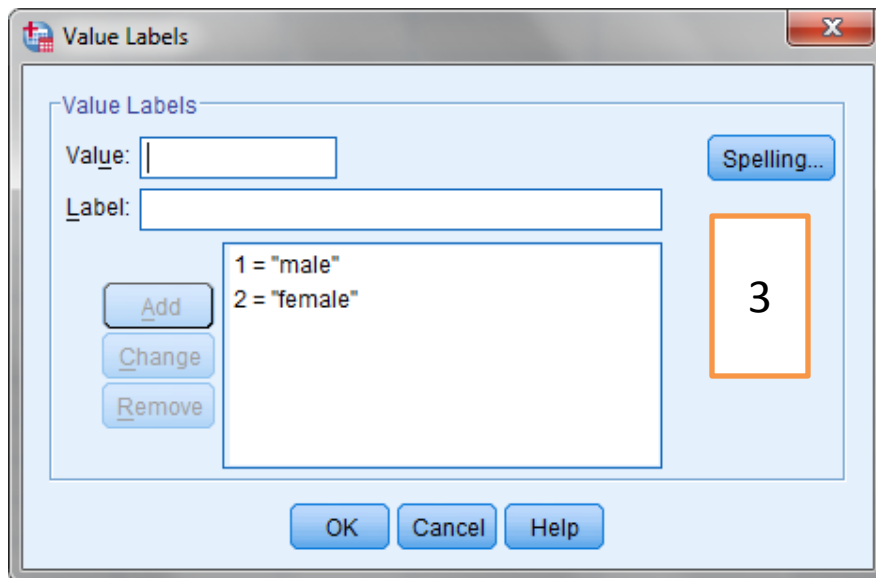 Value Labels
Value Labels
Value:
Spelling...
Label:
1 = "male"
2 = "female"
3
Add
Change
Remove
OK Cancel Help